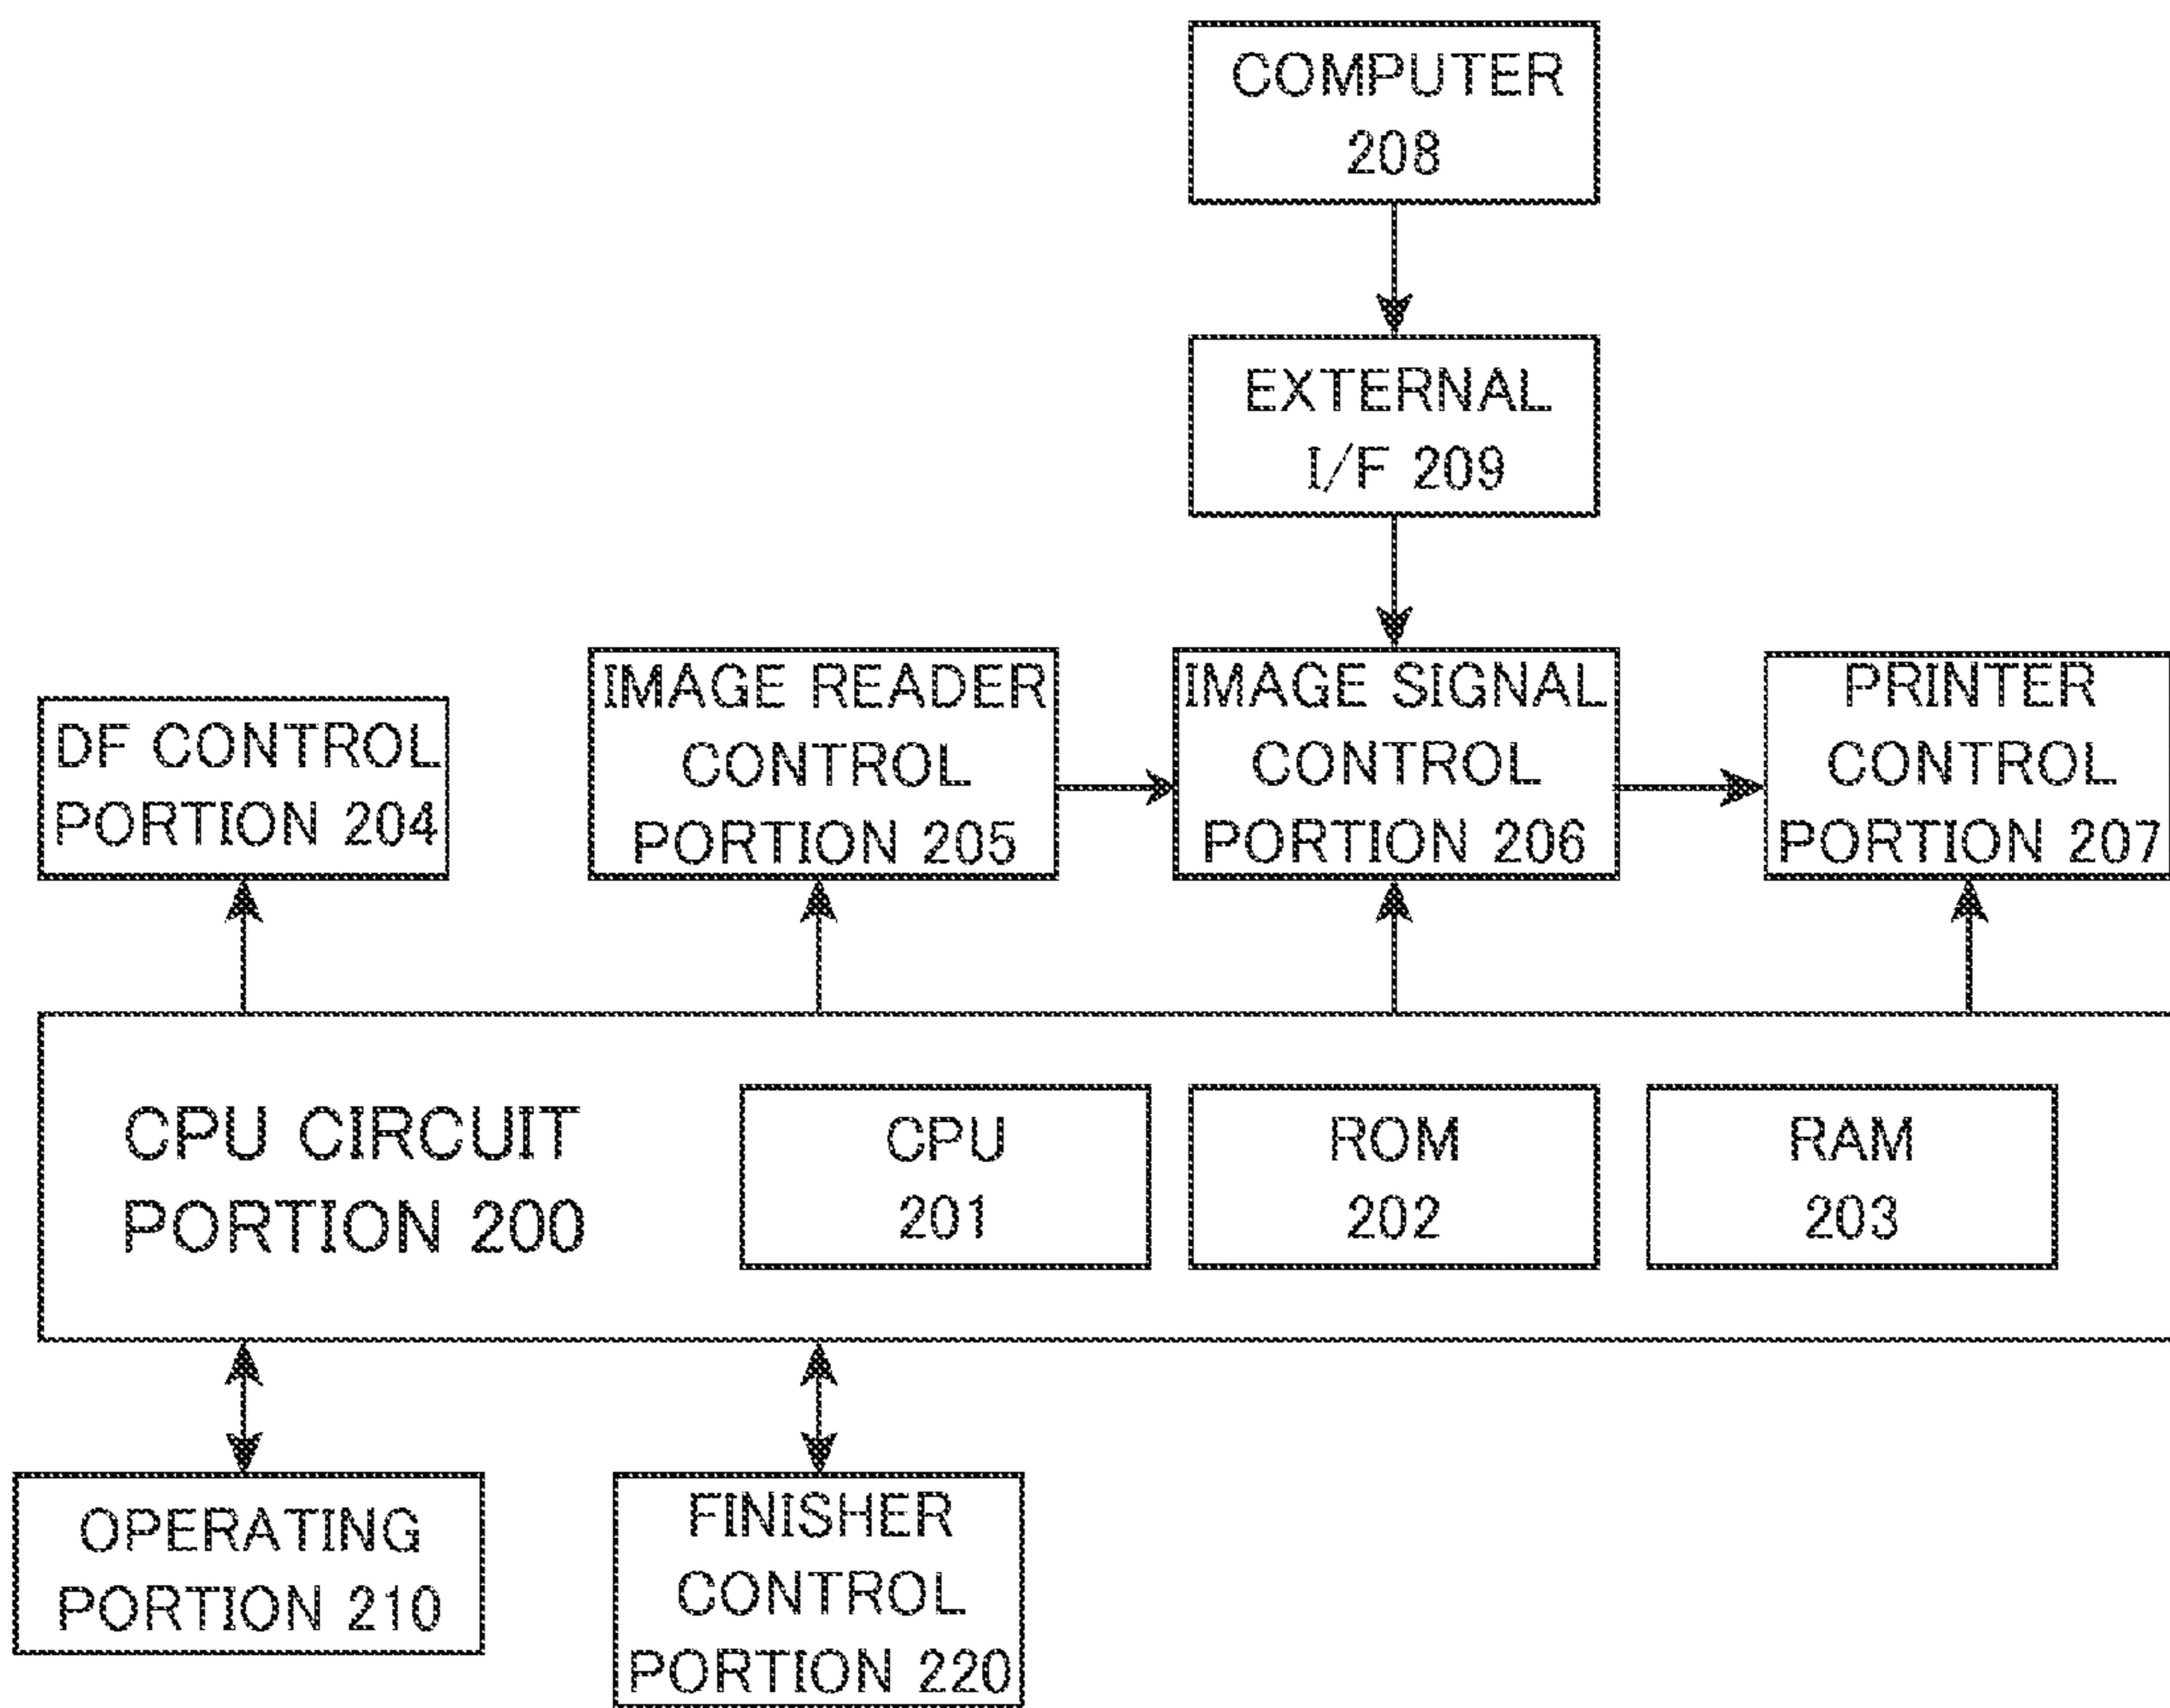 COMPUTER
208
EXTERNAL
I/F 209
DF CONTROL
PORTION 204
IMAGE READER
CONTROL
PORTION 205
IMAGE SIGNAL
CONTROL
PORTION 206
PRINTER
CONTROL
PORTION 207
CPU CIRCUIT
PORTION 200
CPU
201
ROM
202
RAM
203
OPERATING
PORTION 210
FINISHER
CONTROL
PORTION 220